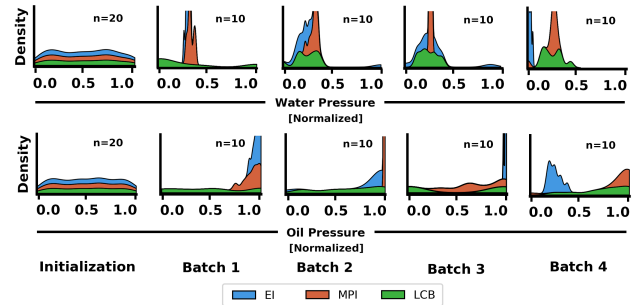 Density
n=20
n=10
n=10
n=10
n=10
0.0 0.5 1.0
0.0 0.5 1.0
0.0 0.5 1.0
0.0 0.5 1.0
0.0 0.5 1.0
Water Pressure
[Normalized]
Density
n=20
n=10
n=10
n=10
n=10
0.0 0.5 1.0
0.0 0.5 1.0
0.0 0.5 1.0
0.0 0.5 1.0
0.0 0.5 1.0
Oil Pressure
[Normalized]
Initialization Batch 1 Batch 2 Batch 3 Batch 4
EI MPI LCB